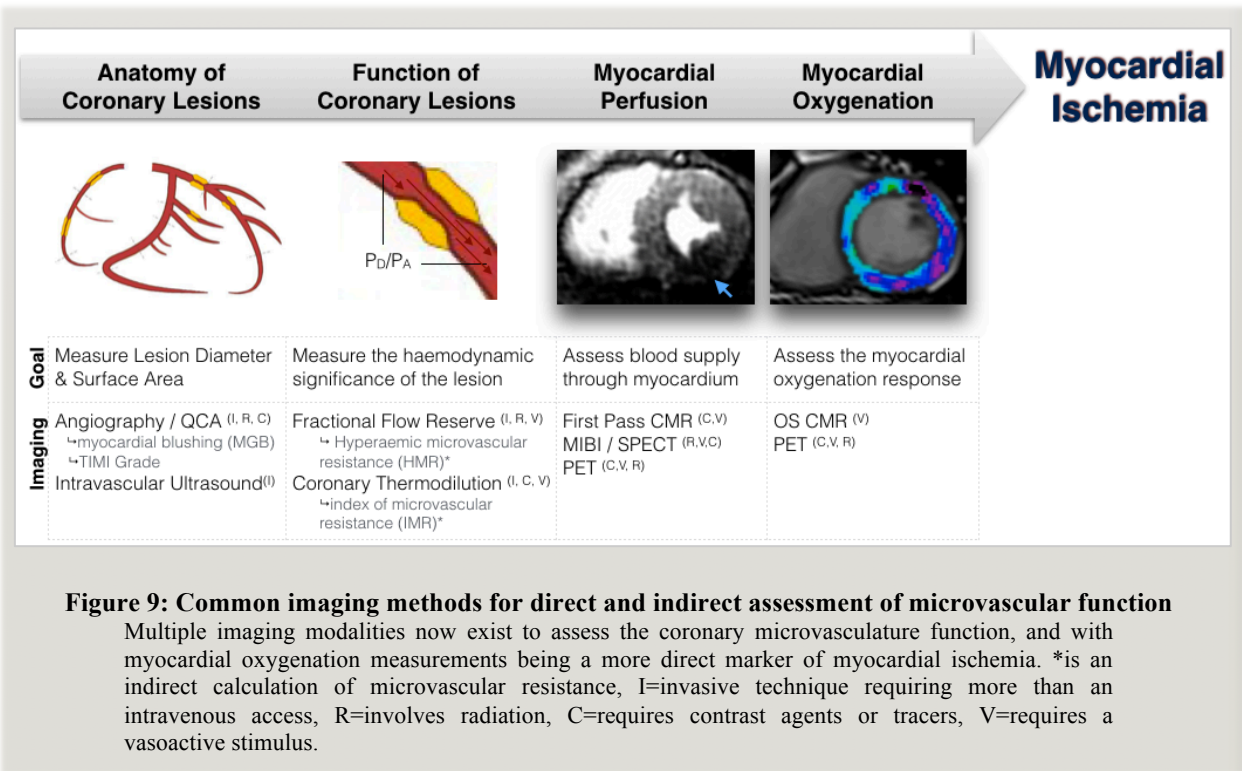 Anatomy of
Coronary Lesions
Function of
Coronary Lesions
Myocardial
Perfusion
Myocardial
Oxygenation
Myocardial
Ischemia
PD/PA
Goal
Measure Lesion Diameter
& Surface Area
Measure the haemodynamic
significance of the lesion
Assess blood supply
through myocardium
Assess the myocardial
oxygenation response
Imaging
Angiography / QCA (I, R, C)
↳myocardial blushing (MGB)
↳TIMI Grade
Intravascular Ultrasound(I)
Fractional Flow Reserve (I, R, V)
↳ Hyperaemic microvascular
resistance (HMR)*
Coronary Thermodilution (I, C, V)
↳index of microvascular
resistance (IMR)*
First Pass CMR (C,V)
MIBI / SPECT (R,V,C)
PET (C,V, R)
OS CMR (V)
PET (C,V, R)
Figure 9: Common imaging methods for direct and indirect assessment of microvascular function
Multiple imaging modalities now exist to assess the coronary microvasculature function, and with
myocardial oxygenation measurements being a more direct marker of myocardial ischemia. *is an
indirect calculation of microvascular resistance, I=invasive technique requiring more than an
intravenous access, R=involves radiation, C=requires contrast agents or tracers, V=requires a
vasoactive stimulus.